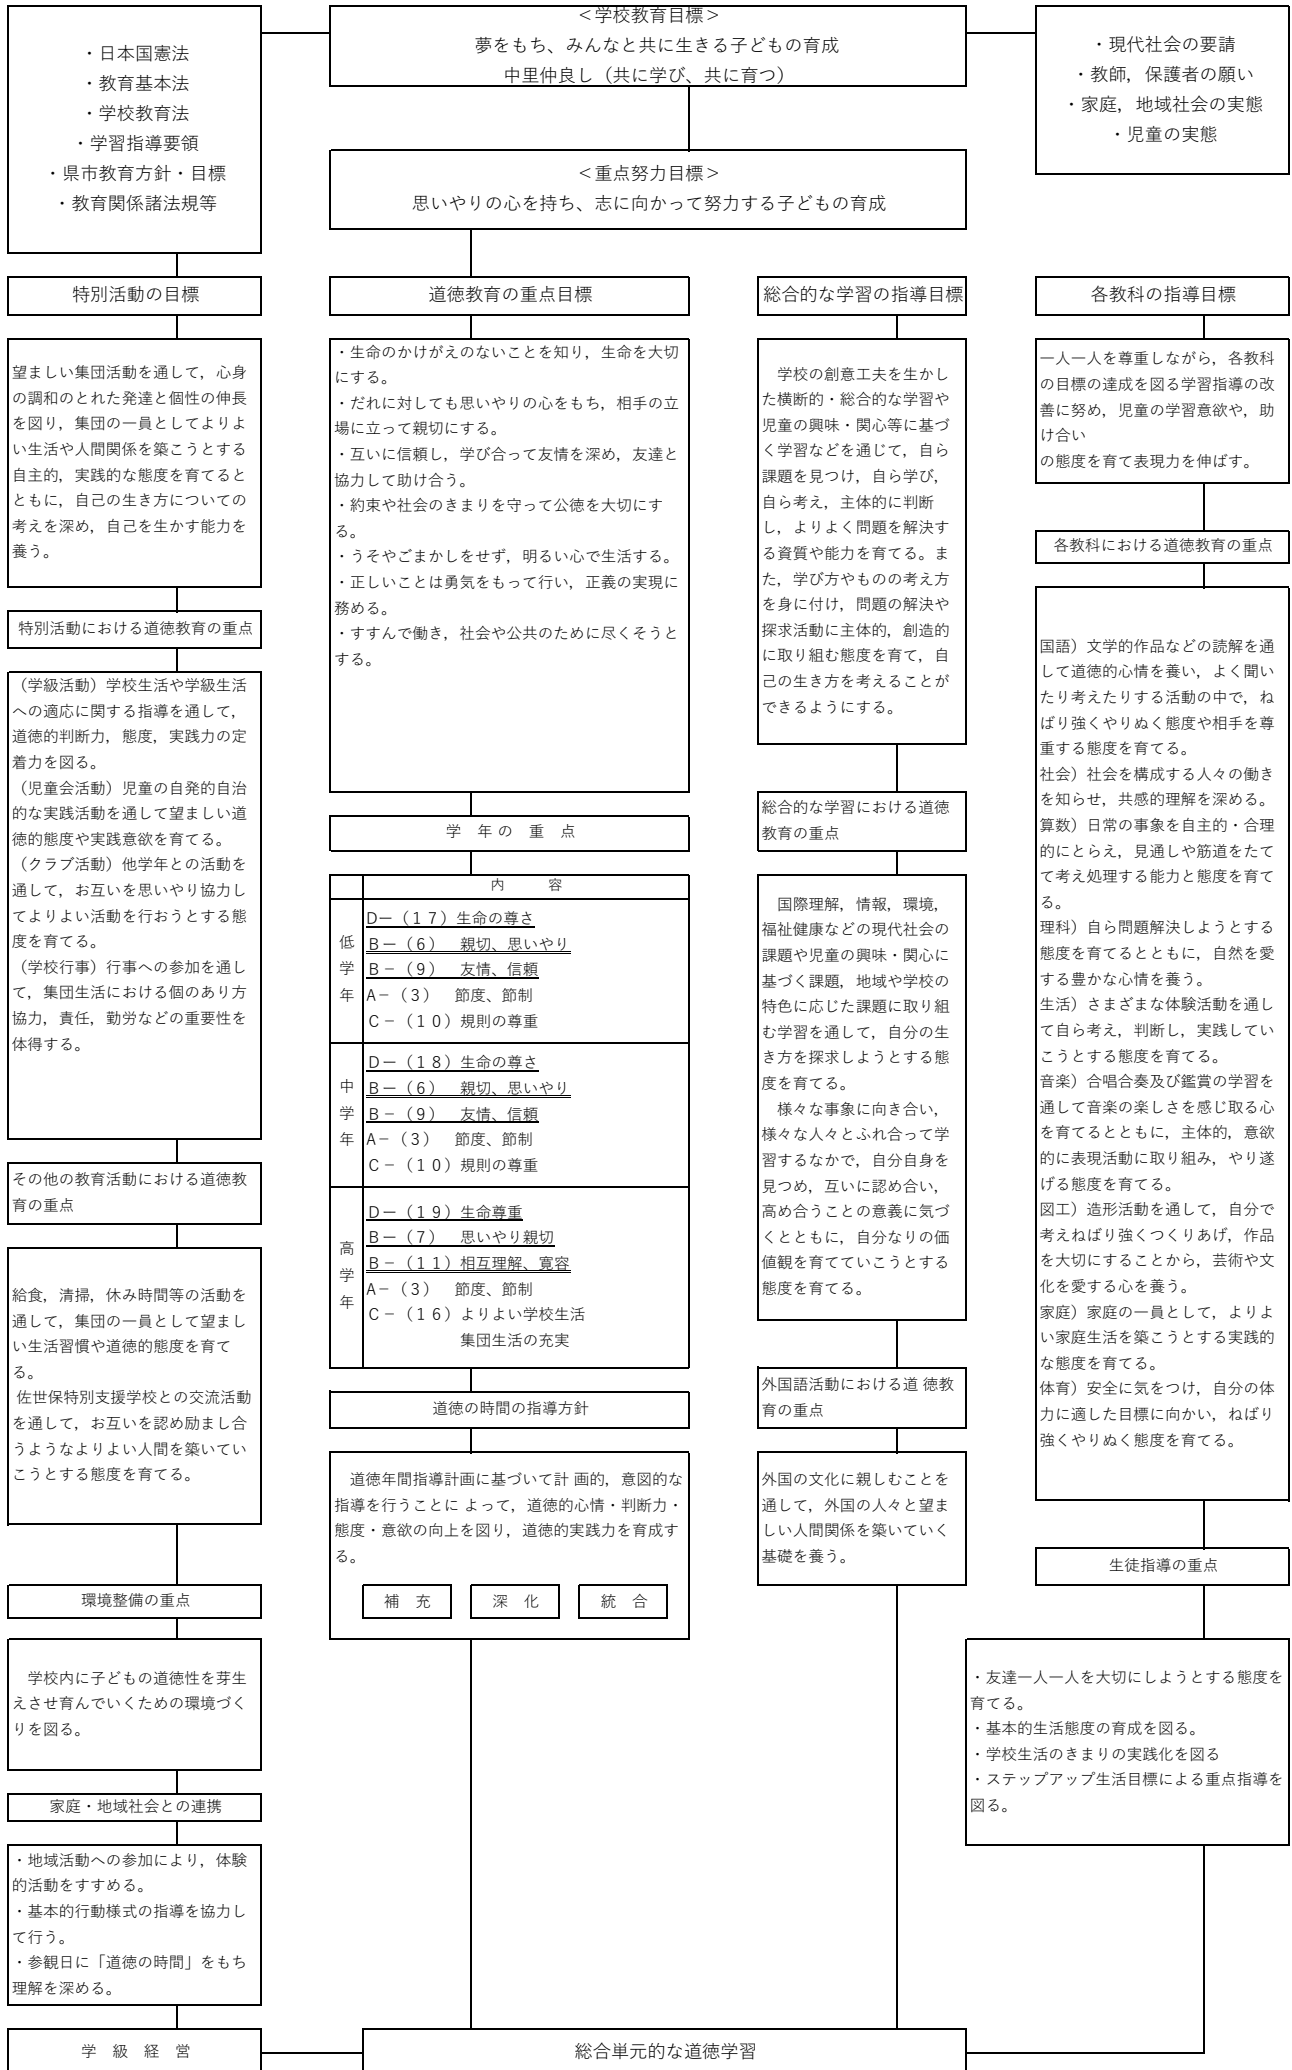 ・日本国憲法
・教育基本法
・学校教育法
・学習指導要領
・県市教育方針・目標
・教育関係諸法規等
＜学校教育目標＞
夢をもち、みんなと共に生きる子どもの育成
中里仲良し（共に学び、共に育つ）
・現代社会の要請
・教師，保護者の願い
・家庭，地域社会の実態
・児童の実態
＜重点努力目標＞
思いやりの心を持ち、志に向かって努力する子どもの育成
特別活動の目標
望ましい集団活動を通して，心身
の調和のとれた発達と個性の伸長
を図り，集団の一員としてよりよ
い生活や人間関係を築こうとする
自主的，実践的な態度を育てると
ともに，自己の生き方についての
考えを深め，自己を生かす能力を
養う。
特別活動における道徳教育の重点
（学級活動）学校生活や学級生活
への適応に関する指導を通して，
道徳的判断力，態度，実践力の定
着力を図る。
（児童会活動）児童の自発的自治
的な実践活動を通して望ましい道
徳的態度や実践意欲を育てる。
（クラブ活動）他学年との活動を
通して，お互いを思いやり協力し
てよりよい活動を行おうとする態
度を育てる。
（学校行事）行事への参加を通し
て，集団生活における個のあり方
協力，責任，勤労などの重要性を
体得する。
その他の教育活動における道徳教
育の重点
給食，清掃，休み時間等の活動を
通して，集団の一員として望まし
い生活習慣や道徳的態度を育て
る。
佐世保特別支援学校との交流活動
を通して，お互いを認め励まし合
うようなよりよい人間を築いてい
こうとする態度を育てる。
環境整備の重点
学校内に子どもの道徳性を芽生
えさせ育んでいくための環境づく
りを図る。
家庭・地域社会との連携
・地域活動への参加により，体験
的活動をすすめる。
・基本的行動様式の指導を協力し
て行う。
・参観日に「道徳の時間」をもち
理解を深める。
学 級 経 営
道徳教育の重点目標
・生命のかけがえのないことを知り，生命を大切
にする。
・だれに対しても思いやりの心をもち，相手の立
場に立って親切にする。
・互いに信頼し，学び合って友情を深め，友達と
協力して助け合う。
・約束や社会のきまりを守って公徳を大切にす
る。
・うそやごまかしをせず，明るい心で生活する。
・正しいことは勇気をもって行い，正義の実現に
務める。
・すすんで働き，社会や公共のために尽くそうと
する。
学 年 の 重 点
内 容
低学年
Dー（１７）生命の尊さ
Bー（６） 親切、思いやり
B－（９） 友情、信頼
A－（３） 節度、節制
C－（１０）規則の尊重
中学年
Dー（１８）生命の尊さ
Bー（６） 親切、思いやり
B－（９） 友情、信頼
A－（３） 節度、節制
C－（１０）規則の尊重
高学年
Dー（１９）生命尊重
Bー（７） 思いやり親切
B－（１１）相互理解、寛容
A－（３） 節度、節制
C－（１６）よりよい学校生活
集団生活の充実
道徳の時間の指導方針
道徳年間指導計画に基づいて計 画的，意図的な
指導を行うことに よって，道徳的心情・判断力・
態度・意欲の向上を図り，道徳的実践力を育成す
る。
補 充
深 化
統 合
総合的な学習の指導目標
学校の創意工夫を生かし
た横断的・総合的な学習や
児童の興味・関心等に基づ
く学習などを通じて，自ら
課題を見つけ，自ら学び，
自ら考え，主体的に判断
し，よりよく問題を解決す
る資質や能力を育てる。ま
た，学び方やものの考え方
を身に付け，問題の解決や
探求活動に主体的，創造的
に取り組む態度を育て，自
己の生き方を考えることが
できるようにする。
総合的な学習における道徳
教育の重点
国際理解，情報，環境，
福祉健康などの現代社会の
課題や児童の興味・関心に
基づく課題，地域や学校の
特色に応じた課題に取り組
む学習を通して，自分の生
き方を探求しようとする態
度を育てる。
様々な事象に向き合い，
様々な人々とふれ合って学
習するなかで，自分自身を
見つめ，互いに認め合い，
高め合うことの意義に気づ
くとともに，自分なりの価
値観を育てていこうとする
態度を育てる。
外国語活動における道 徳教
育の重点
外国の文化に親しむことを
通して，外国の人々と望ま
しい人間関係を築いていく
基礎を養う。
総合単元的な道徳学習
各教科の指導目標
一人一人を尊重しながら，各教科
の目標の達成を図る学習指導の改
善に努め，児童の学習意欲や，助
け合い
の態度を育て表現力を伸ばす。
各教科における道徳教育の重点
国語）文学的作品などの読解を通
して道徳的心情を養い，よく聞い
たり考えたりする活動の中で，ね
ばり強くやりぬく態度や相手を尊
重する態度を育てる。
社会）社会を構成する人々の働き
を知らせ，共感的理解を深める。
算数）日常の事象を自主的・合理
的にとらえ，見通しや筋道をたて
て考え処理する能力と態度を育て
る。
理科）自ら問題解決しようとする
態度を育てるとともに，自然を愛
する豊かな心情を養う。
生活）さまざまな体験活動を通し
て自ら考え，判断し，実践してい
こうとする態度を育てる。
音楽）合唱合奏及び鑑賞の学習を
通して音楽の楽しさを感じ取る心
を育てるとともに，主体的，意欲
的に表現活動に取り組み，やり遂
げる態度を育てる。
図工）造形活動を通して，自分で
考えねばり強くつくりあげ，作品
を大切にすることから，芸術や文
化を愛する心を養う。
家庭）家庭の一員として，よりよ
い家庭生活を築こうとする実践的
な態度を育てる。
体育）安全に気をつけ，自分の体
力に適した目標に向かい，ねばり
強くやりぬく態度を育てる。
生徒指導の重点
・友達一人一人を大切にしようとする態度を
育てる。
・基本的生活態度の育成を図る。
・学校生活のきまりの実践化を図る
・ステップアップ生活目標による重点指導を
図る。